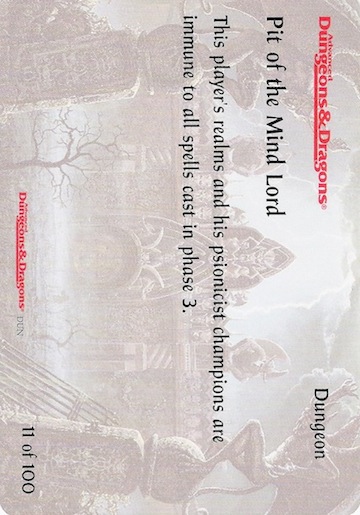 Advanced
Dungeons & Dragons®
Dungeon
Pit of the Mind Lord
This player's realms and his psionicist champions are
immune to all spells cast in phase 3.
Advanced
Dungeons & Dragons®
DUN
11 of 100